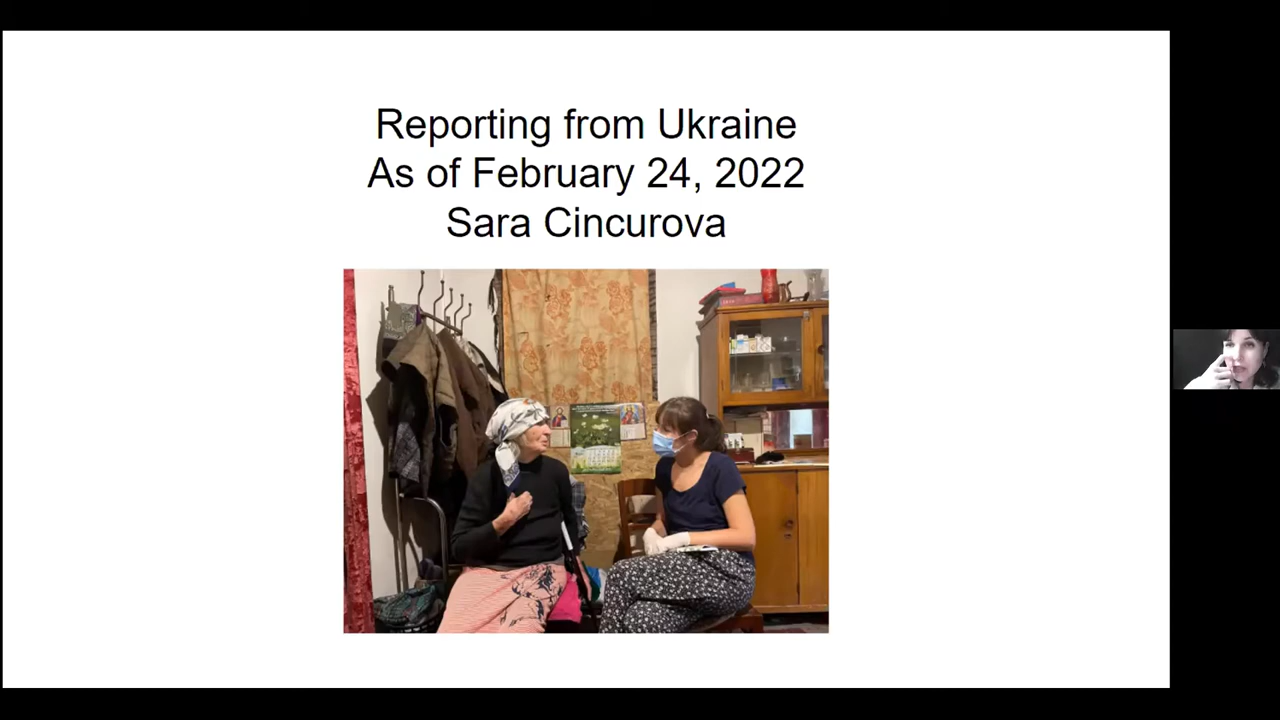 Reporting from Ukraine
As of February 24, 2022
Sara Cincurova